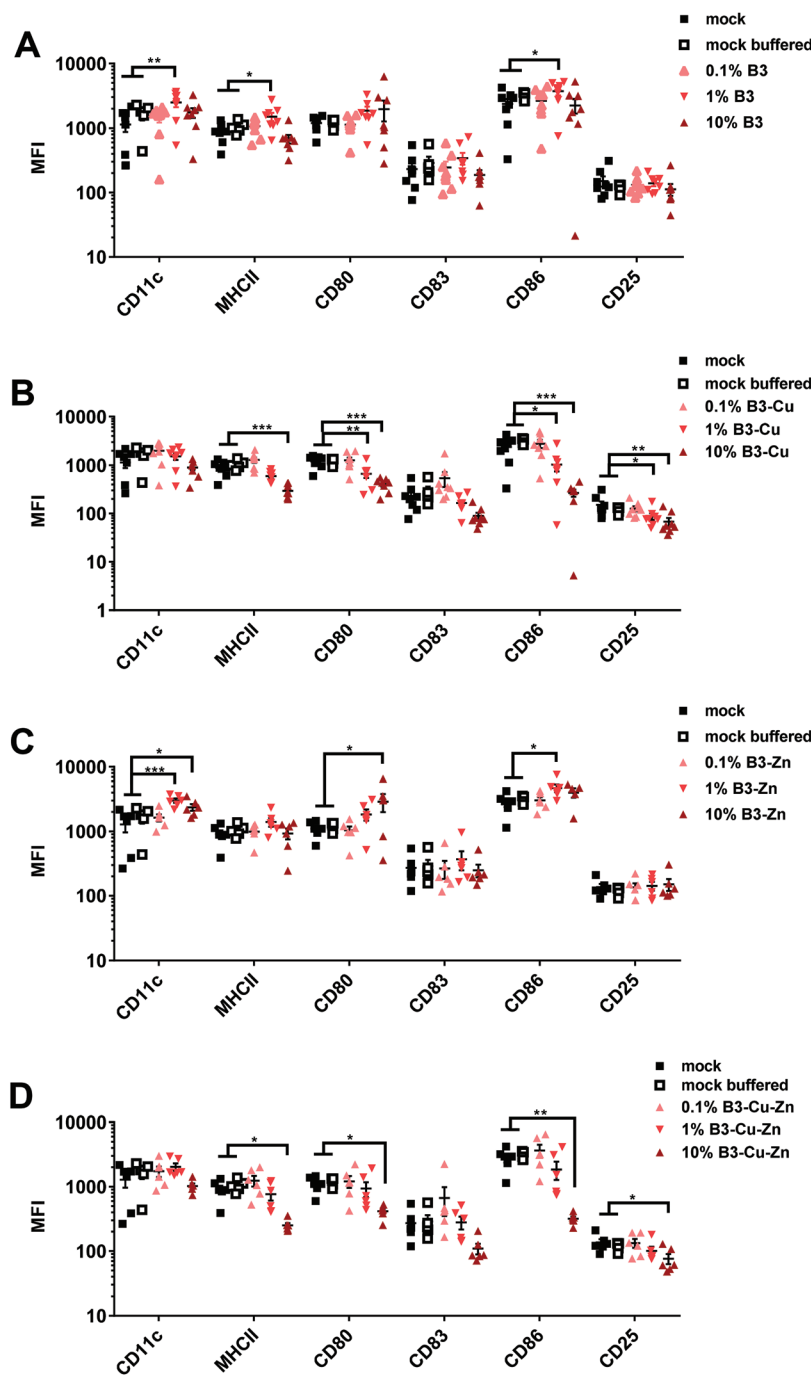 A
mock
mock buffered
0.1% B3
1% B3
10% B3
** * *
10000
1000
100
10
MFI
CD11c MHCII CD80 CD83 CD86 CD25
B
mock
mock buffered
0.1% B3-Cu
1% B3-Cu
10% B3-Cu
*** *** ** *** * ** *
10000
1000
100
10
1
MFI
CD11c MHCII CD80 CD83 CD86 CD25
C
mock
mock buffered
0.1% B3-Zn
1% B3-Zn
10% B3-Zn
* *** * *
10000
1000
100
10
MFI
CD11c MHCII CD80 CD83 CD86 CD25
D
mock
mock buffered
0.1% B3-Cu-Zn
1% B3-Cu-Zn
10% B3-Cu-Zn
* * ** *
10000
1000
100
10
MFI
CD11c MHCII CD80 CD83 CD86 CD25